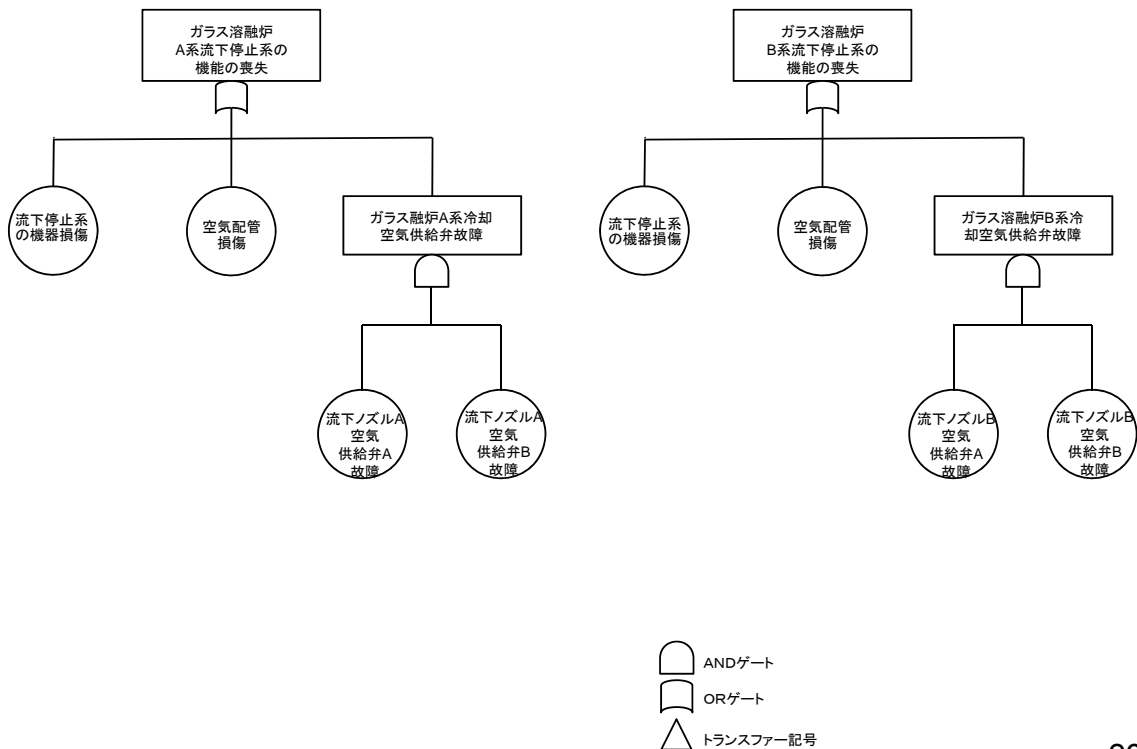 ガラス溶融炉
A系流下停止系の
機能の喪失
流下停止系
の機器損傷
空気配管
損傷
ガラス融炉A系冷却
空気供給弁故障
流下ノズルA
空気
供給弁A
故障
流下ノズルA
空気
供給弁B
故障
ガラス溶融炉
B系流下停止系の
機能の喪失
流下停止系
の機器損傷
空気配管
損傷
ガラス溶融炉B系冷
却空気供給弁故障
流下ノズルB
空気
供給弁A
故障
流下ノズルB
空気
供給弁B
故障
ANDゲート
ORゲート
トランスファー記号